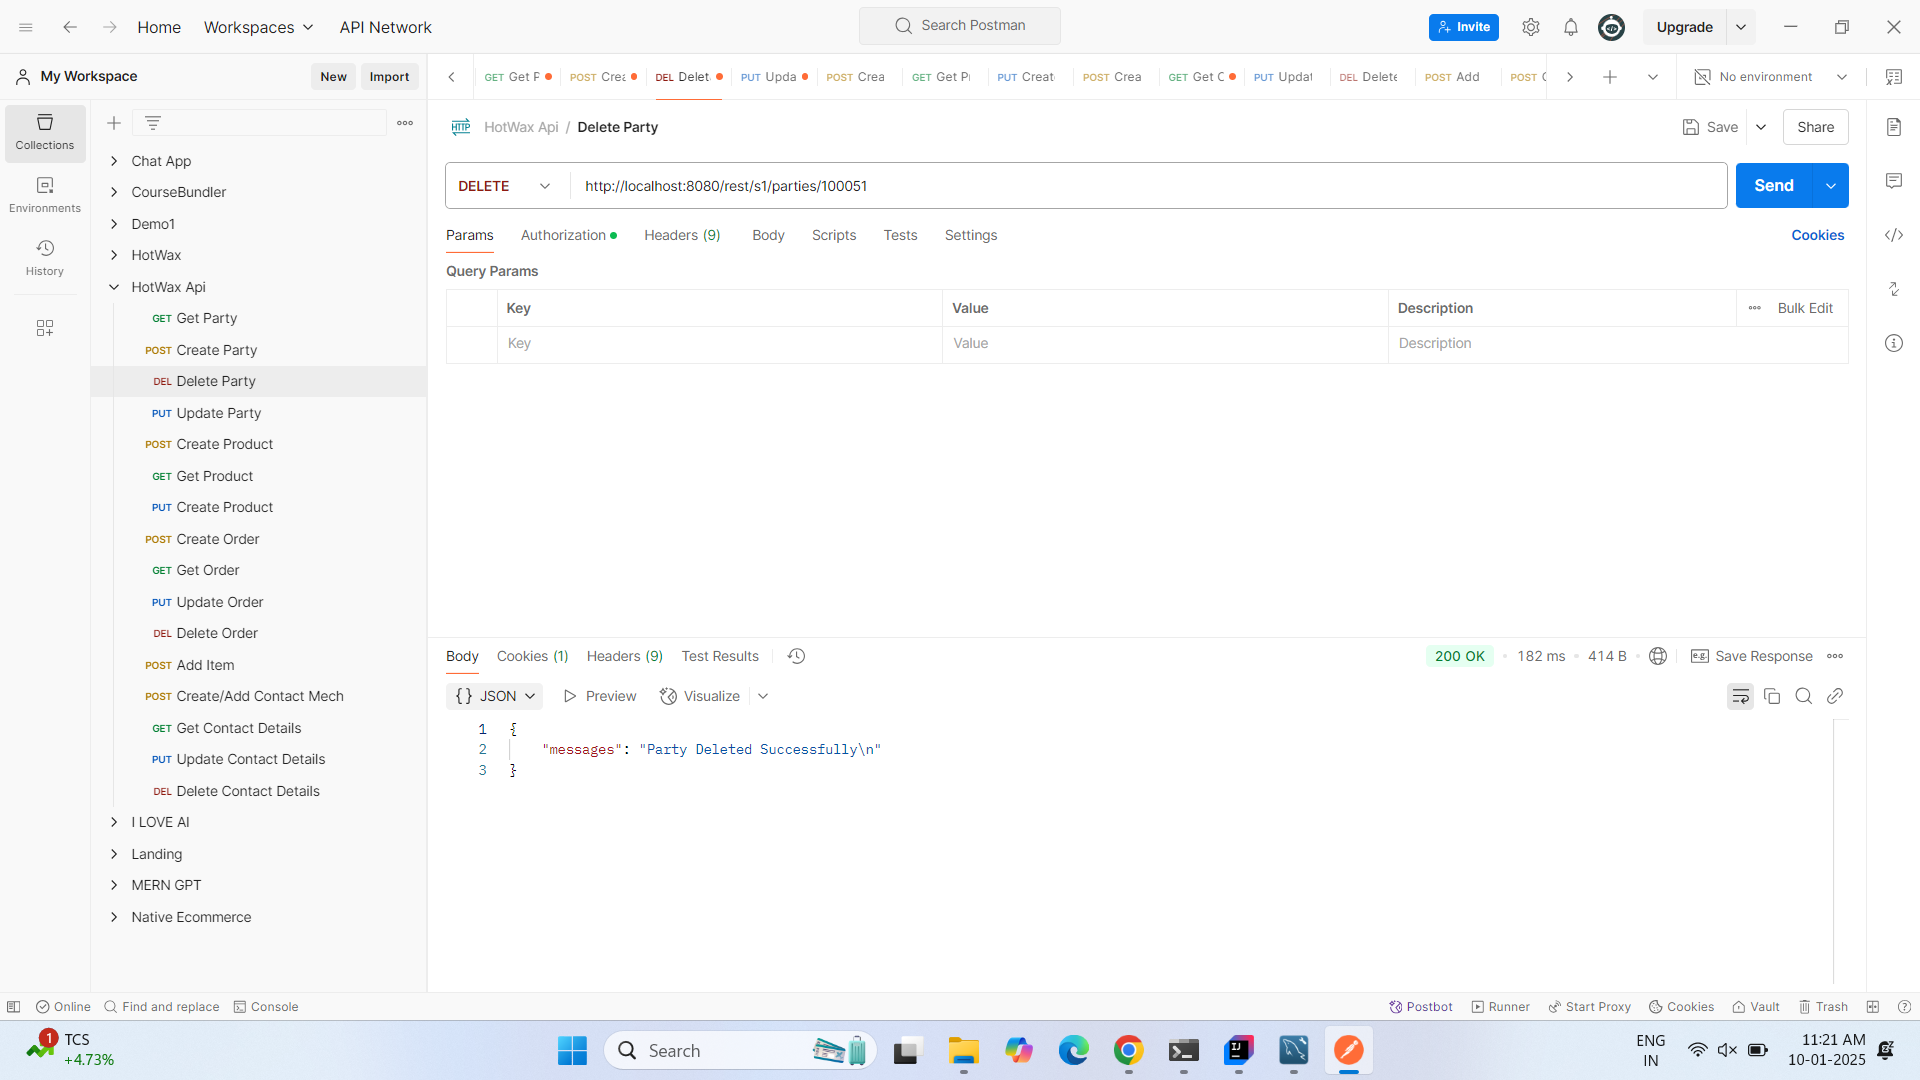 Home Workspaces API Network Search Postman Invite Upgrade
My Workspace New Import GET Get P POST Crea DEL Delet PUT Upda POST Crea GET Get P PUT Creat POST Crea GET Get C PUT Updat DEL Delete POST Add POST No environment
Collections
Environments
History
Chat App
CourseBundler
Demo1
HotWax
HotWax Api
GET Get Party
POST Create Party
DEL Delete Party
PUT Update Party
POST Create Product
GET Get Product
PUT Create Product
POST Create Order
GET Get Order
PUT Update Order
DEL Delete Order
POST Add Item
POST Create/Add Contact Mech
GET Get Contact Details
PUT Update Contact Details
DEL Delete Contact Details
I LOVE AI
Landing
MERN GPT
Native Ecommerce
HTTP HotWax Api / Delete Party Save Share
DELETE http://localhost:8080/rest/s1/parties/100051 Send
Params Authorization Headers (9) Body Scripts Tests Settings Cookies
Query Params
Key Value Description Bulk Edit
Key Value Description
Body Cookies (1) Headers (9) Test Results 200 OK 182 ms 414 B e.g. Save Response
{} JSON Preview Visualize
1 {
2 "messages": "Party Deleted Successfully\n"
3 }
Online Find and replace Console Postbot Runner Start Proxy Cookies Vault Trash
1 TCS
+4.73%
Search
IJ
ENG
IN
11:21 AM
10-01-2025